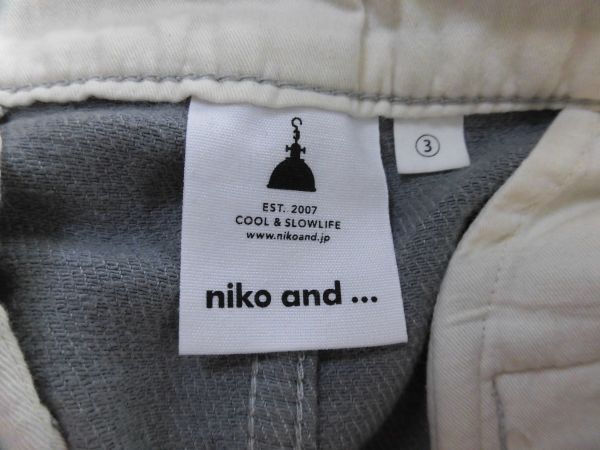 EST. 2007
COOL & SLOWLIFE
www.nikoand.jp
niko and ...
③